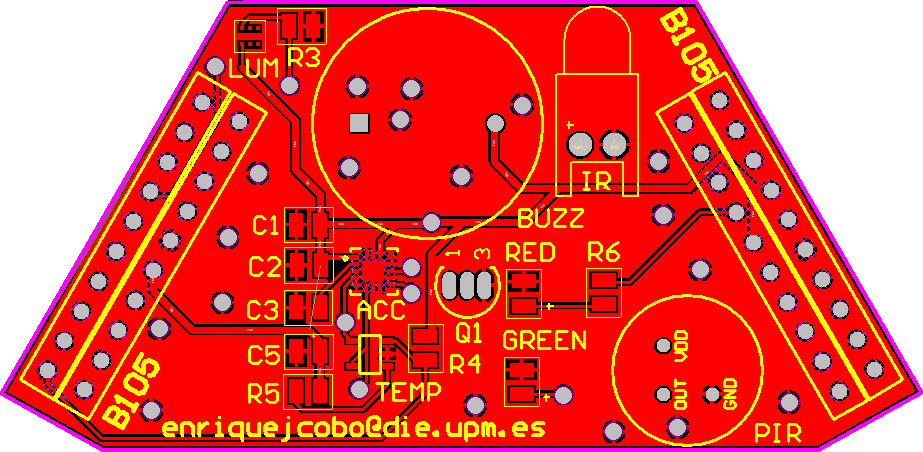 B105
R3
LUM
+
IR
C1
BUZZ
C2
1 3
RED
R6
C3
ACC
+
Q1
GREEN
VDD
C5
R4
R5
TEMP
+
OUT
GND
B105
enriquejcobo@die.upm.es
PIR